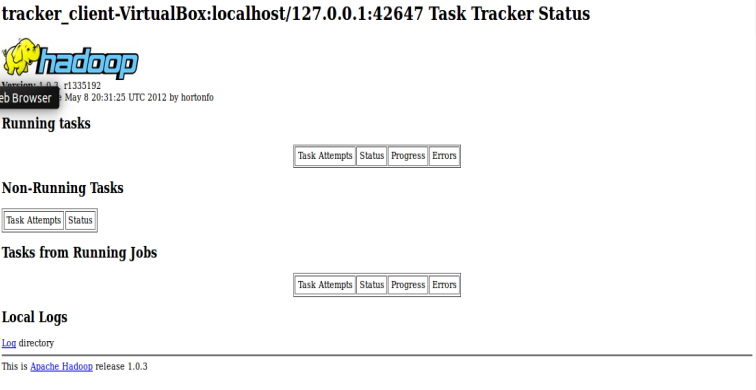 tracker_client-VirtualBox:localhost/127.0.0.1:42647 Task Tracker Status
hadoop
Version: 1.0.3, r1335192
eb Browser
May 8 20:31:25 UTC 2012 by hortonfo
Running tasks
Task Attempts Status Progress Errors
Non-Running Tasks
Task Attempts Status
Tasks from Running Jobs
Task Attempts Status Progress Errors
Local Logs
Log directory
This is Apache Hadoop release 1.0.3